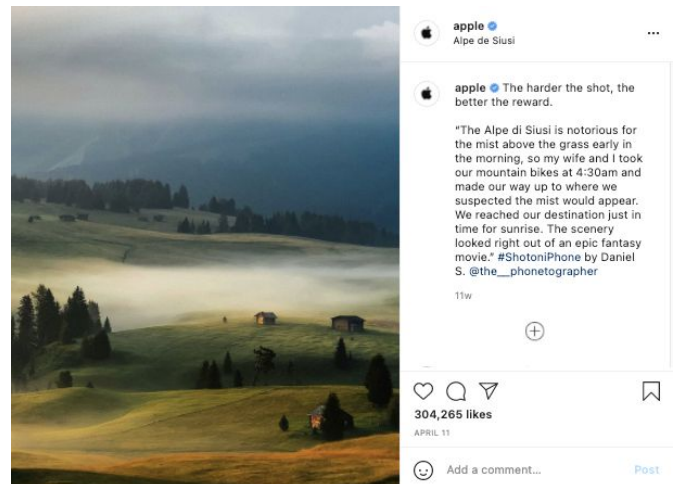 apple
Alpe de Siusi
apple The harder the shot, the
better the reward.
"The Alpe di Siusi is notorious for
the mist above the grass early in
the morning, so my wife and I took
our mountain bikes at 4:30am and
made our way up to where we
suspected the mist would appear.
We reached our destination just in
time for sunrise. The scenery
looked right out of an epic fantasy
movie." #ShotoniPhone by Daniel
S. @the__phonetographer
11w
304,265 likes
APRIL 11
Add a comment...
Post